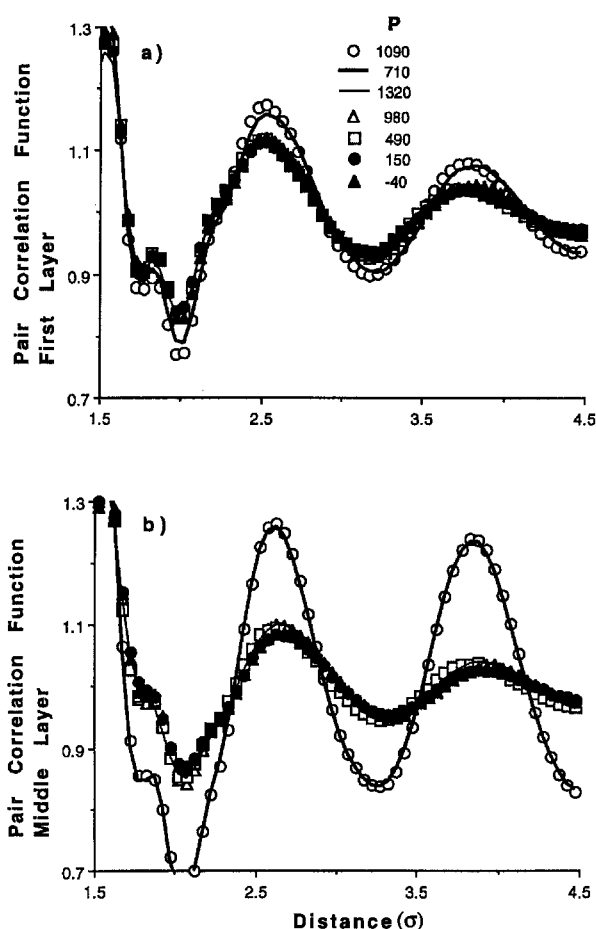 a)
P
1090
710
1320
980
490
150
-40
Pair Correlation Function
First Layer
1.3
1.1
0.9
0.7
1.5
2.5
3.5
4.5
b)
Pair Correlation Function
Middle Layer
1.3
1.1
0.9
0.7
1.5
2.5
3.5
4.5
Distance (σ)